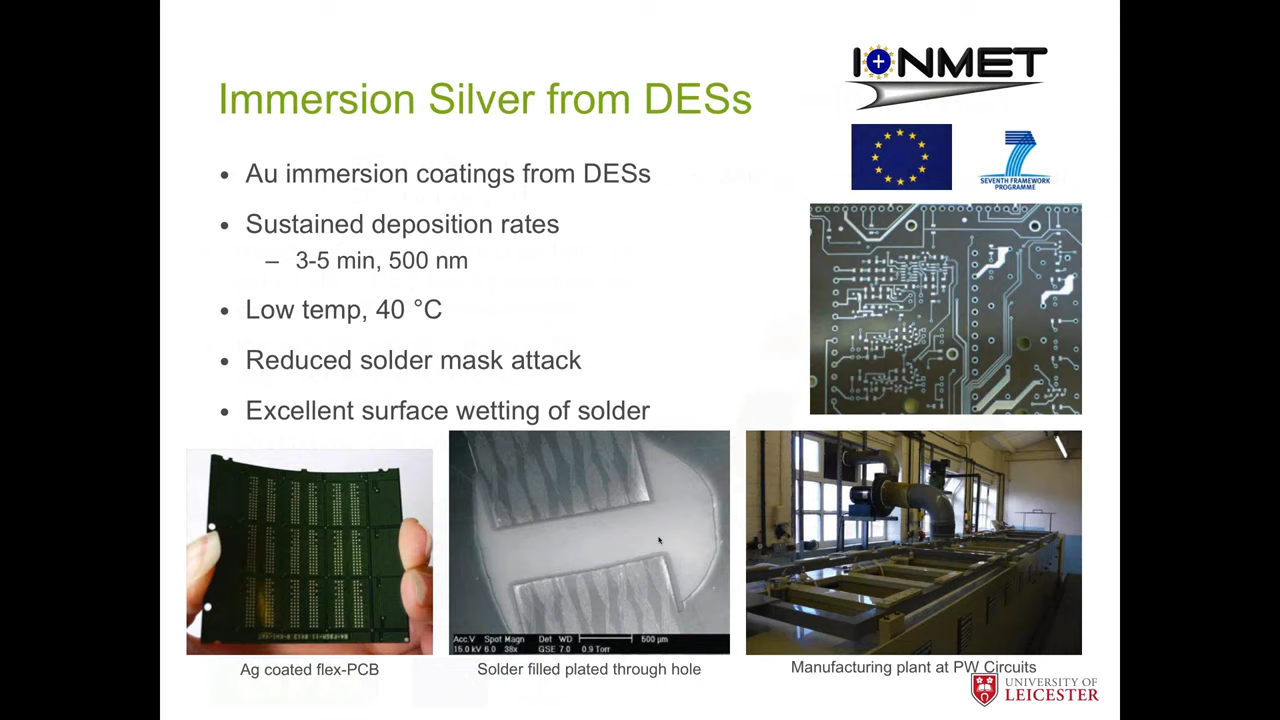 IONMET
Immersion Silver from DESs
SEVENTH FRAMEWORK
PROGRAMME
• Au immersion coatings from DESs
• Sustained deposition rates
– 3-5 min, 500 nm
• Low temp, 40 °C
• Reduced solder mask attack
• Excellent surface wetting of solder
Acc.V Spot Magn Det WD 500 µm
15.0 kV 6.0 38x GSE 7.0 0.9 Torr
Ag coated flex-PCB
Solder filled plated through hole
Manufacturing plant at PW Circuits
UNIVERSITY OF
LEICESTER